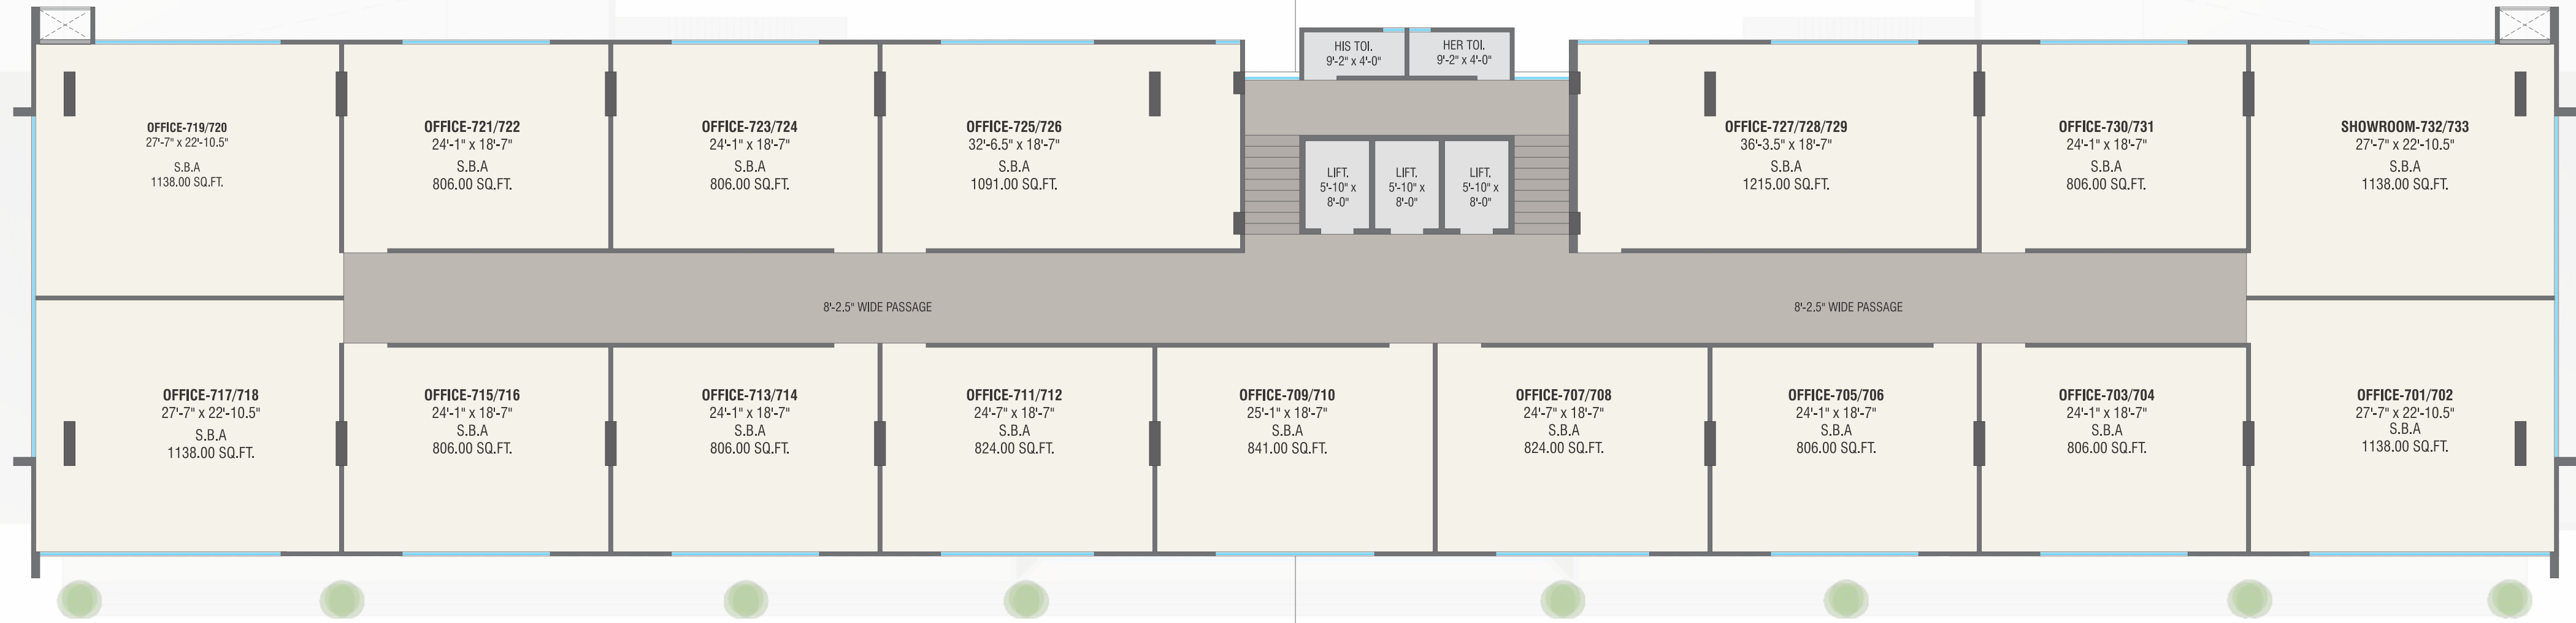 HIS TOI.
9'-2" x 4'-0"
HER TOI.
9'-2" x 4'-0"
OFFICE-719/720
27'-7" x 22'-10.5"
S.B.A
1138.00 SQ.FT.
OFFICE-721/722
24'-1" x 18'-7"
S.B.A
806.00 SQ.FT.
OFFICE-723/724
24'-1" x 18'-7"
S.B.A
806.00 SQ.FT.
OFFICE-725/726
32'-6.5" x 18'-7"
S.B.A
1091.00 SQ.FT.
LIFT.
5'-10" x
8'-0"
LIFT.
5'-10" x
8'-0"
LIFT.
5'-10" x
8'-0"
OFFICE-727/728/729
36'-3.5" x 18'-7"
S.B.A
1215.00 SQ.FT.
OFFICE-730/731
24'-1" x 18'-7"
S.B.A
806.00 SQ.FT.
SHOWROOM-732/733
27'-7" x 22'-10.5"
S.B.A
1138.00 SQ.FT.
8'-2.5" WIDE PASSAGE
8'-2.5" WIDE PASSAGE
OFFICE-717/718
27'-7" x 22'-10.5"
S.B.A
1138.00 SQ.FT.
OFFICE-715/716
24'-1" x 18'-7"
S.B.A
806.00 SQ.FT.
OFFICE-713/714
24'-1" x 18'-7"
S.B.A
806.00 SQ.FT.
OFFICE-711/712
24'-7" x 18'-7"
S.B.A
824.00 SQ.FT.
OFFICE-709/710
25'-1" x 18'-7"
S.B.A
841.00 SQ.FT.
OFFICE-707/708
24'-7" x 18'-7"
S.B.A
824.00 SQ.FT.
OFFICE-705/706
24'-1" x 18'-7"
S.B.A
806.00 SQ.FT.
OFFICE-703/704
24'-1" x 18'-7"
S.B.A
806.00 SQ.FT.
OFFICE-701/702
27'-7" x 22'-10.5"
S.B.A
1138.00 SQ.FT.